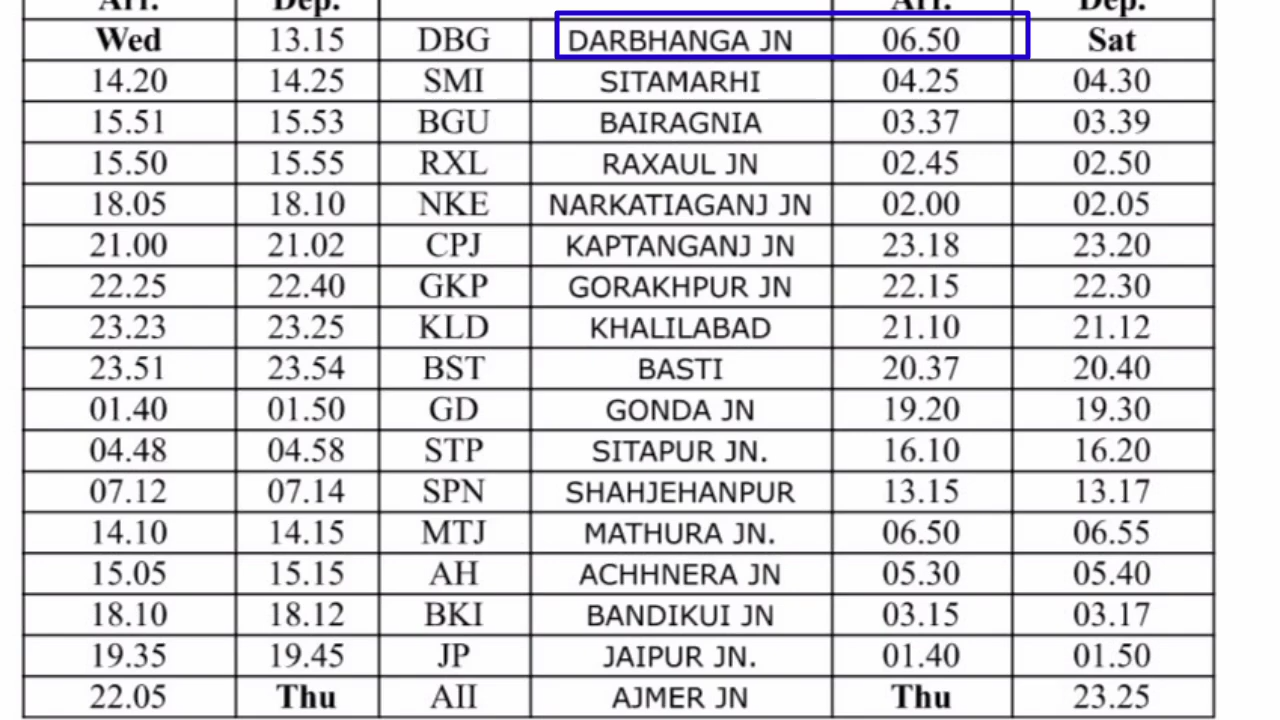 Arr. Dep. Arr. Dep.
Wed 13.15 DBG DARBHANGA JN 06.50 Sat
14.20 14.25 SMI SITAMARHI 04.25 04.30
15.51 15.53 BGU BAIRAGNIA 03.37 03.39
15.50 15.55 RXL RAXAUL JN 02.45 02.50
18.05 18.10 NKE NARKATIAGANJ JN 02.00 02.05
21.00 21.02 CPJ KAPTANGANJ JN 23.18 23.20
22.25 22.40 GKP GORAKHPUR JN 22.15 22.30
23.23 23.25 KLD KHALILABAD 21.10 21.12
23.51 23.54 BST BASTI 20.37 20.40
01.40 01.50 GD GONDA JN 19.20 19.30
04.48 04.58 STP SITAPUR JN. 16.10 16.20
07.12 07.14 SPN SHAHJEHANPUR 13.15 13.17
14.10 14.15 MTJ MATHURA JN. 06.50 06.55
15.05 15.15 AH ACHHNERA JN 05.30 05.40
18.10 18.12 BKI BANDIKUI JN 03.15 03.17
19.35 19.45 JP JAIPUR JN. 01.40 01.50
22.05 Thu AII AJMER JN Thu 23.25